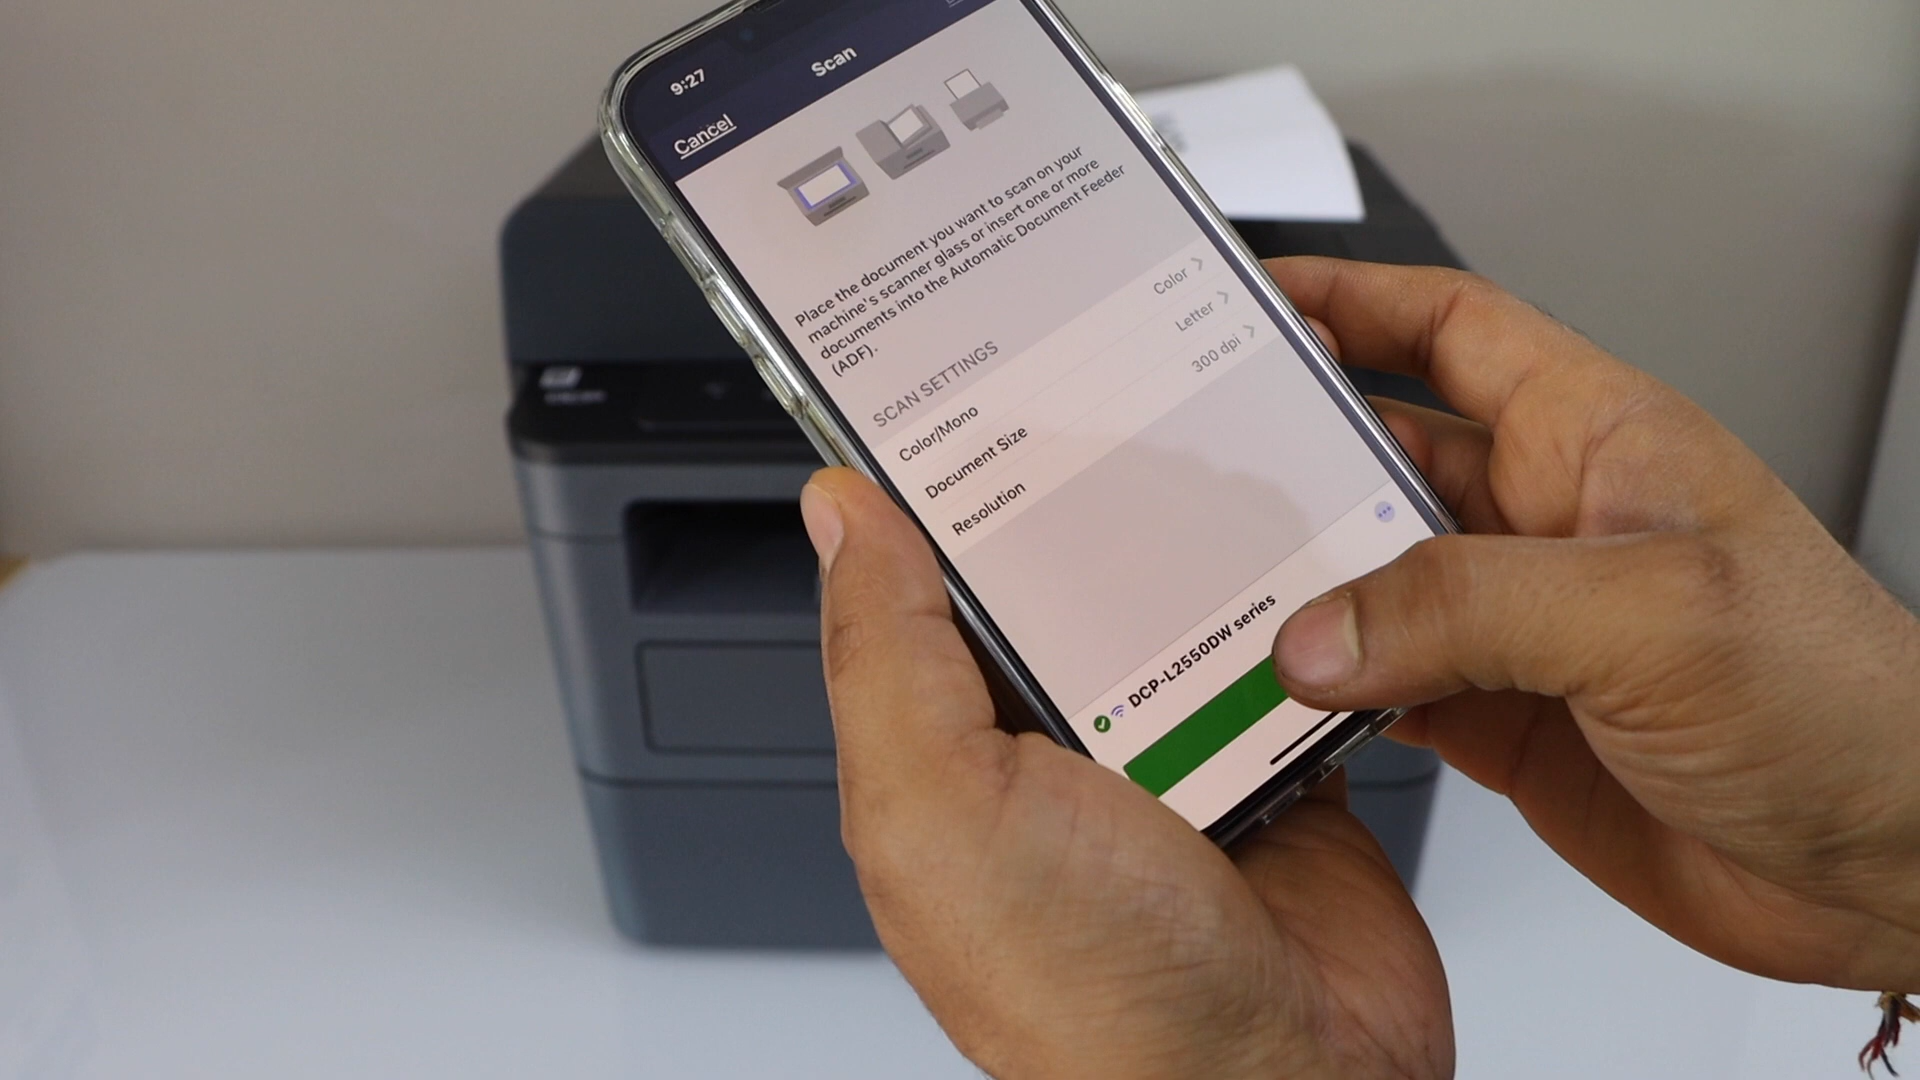 9:27
Scan
Cancel
Place the document you want to scan on your
machine's scanner glass or insert one or more
documents into the Automatic Document Feeder
(ADF).
SCAN SETTINGS
Color/Mono Color
Document Size Letter
Resolution 300 dpi
DCP-L2550DW series